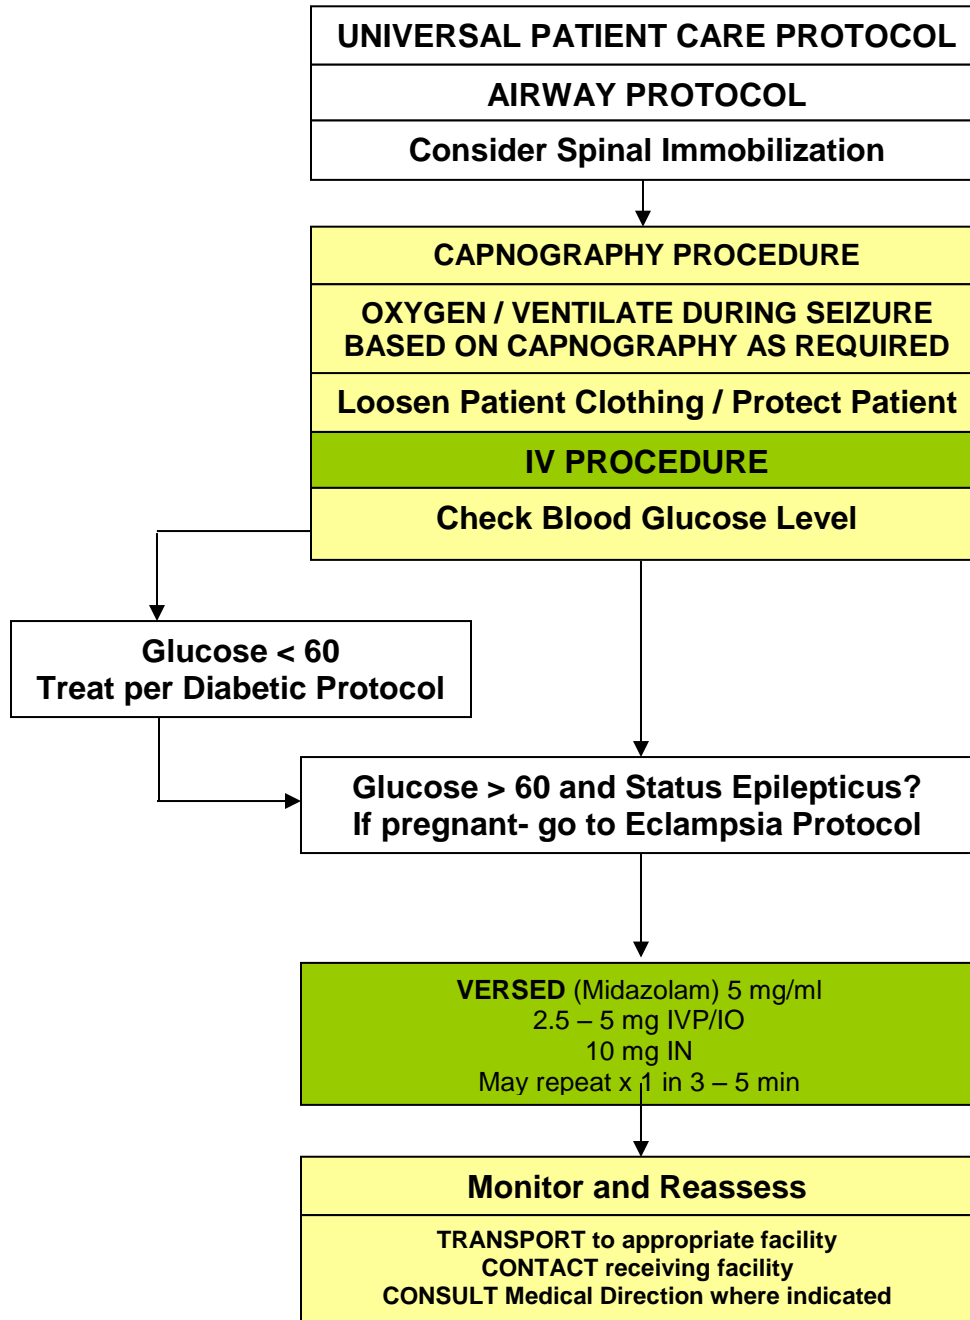 UNIVERSAL PATIENT CARE PROTOCOL
AIRWAY PROTOCOL
Consider Spinal Immobilization
CAPNOGRAPHY PROCEDURE
OXYGEN / VENTILATE DURING SEIZURE
BASED ON CAPNOGRAPHY AS REQUIRED
Loosen Patient Clothing / Protect Patient
IV PROCEDURE
Check Blood Glucose Level
Glucose < 60
Treat per Diabetic Protocol
Glucose > 60 and Status Epilepticus?
If pregnant- go to Eclampsia Protocol
VERSED (Midazolam) 5 mg/ml
2.5 – 5 mg IVP/IO
10 mg IN
May repeat x 1 in 3 – 5 min
Monitor and Reassess
TRANSPORT to appropriate facility
CONTACT receiving facility
CONSULT Medical Direction where indicated